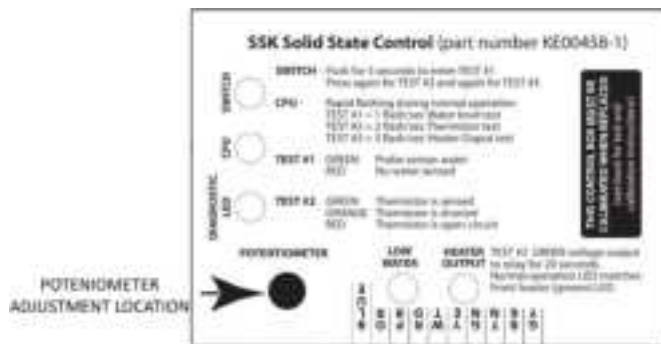 SSK Solid State Control (part number KE00458-1)
SWITCH - Push for 3 seconds to enter TEST #1
Press again for TEST #2 and again for TEST #3
SWITCH
CPU - Rapid flashing during normal operation
TEST #1 = 1 flash/sec Water level test
TEST #2 = 2 flash/sec Thermistor test
TEST #3 = 3 flash/sec Heater Output test
CPU
TEST #1 GREEN Probe senses water
RED No water sensed
DIAGNOSTIC
LED
TEST #2 GREEN Thermistor is sensed
ORANGE Thermistor is shorted
RED Thermistor is open circuit
THIS CONTROL BOX MUST BE
CALIBRATED WHEN REPLACED
POTENTIOMETER
LOW
WATER
HEATER
OUTPUT
TEST #3 GREEN voltage output
to relay for 20 seconds
Normal operation LED matches
Front heater (green) LED
POTENIOMETER
ADJUSTMENT LOCATION